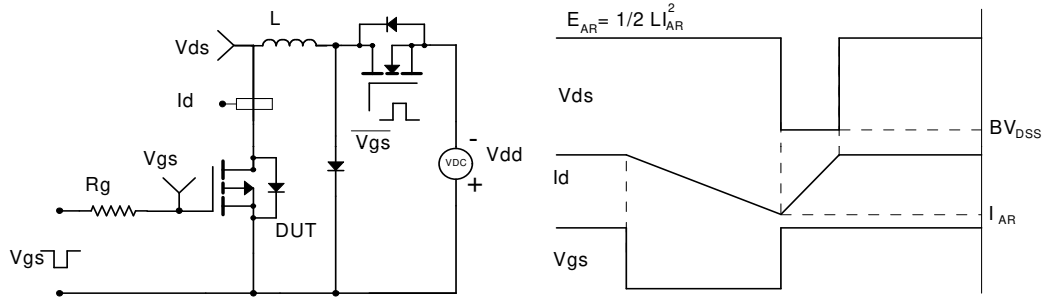 L
Vds
Id
Vgs
Rg
DUT
Vgs
Vgs
VDC
-
+
Vdd
E_AR= 1/2 LI_AR^2
Vds
BV_DSS
Id
I_AR
Vgs